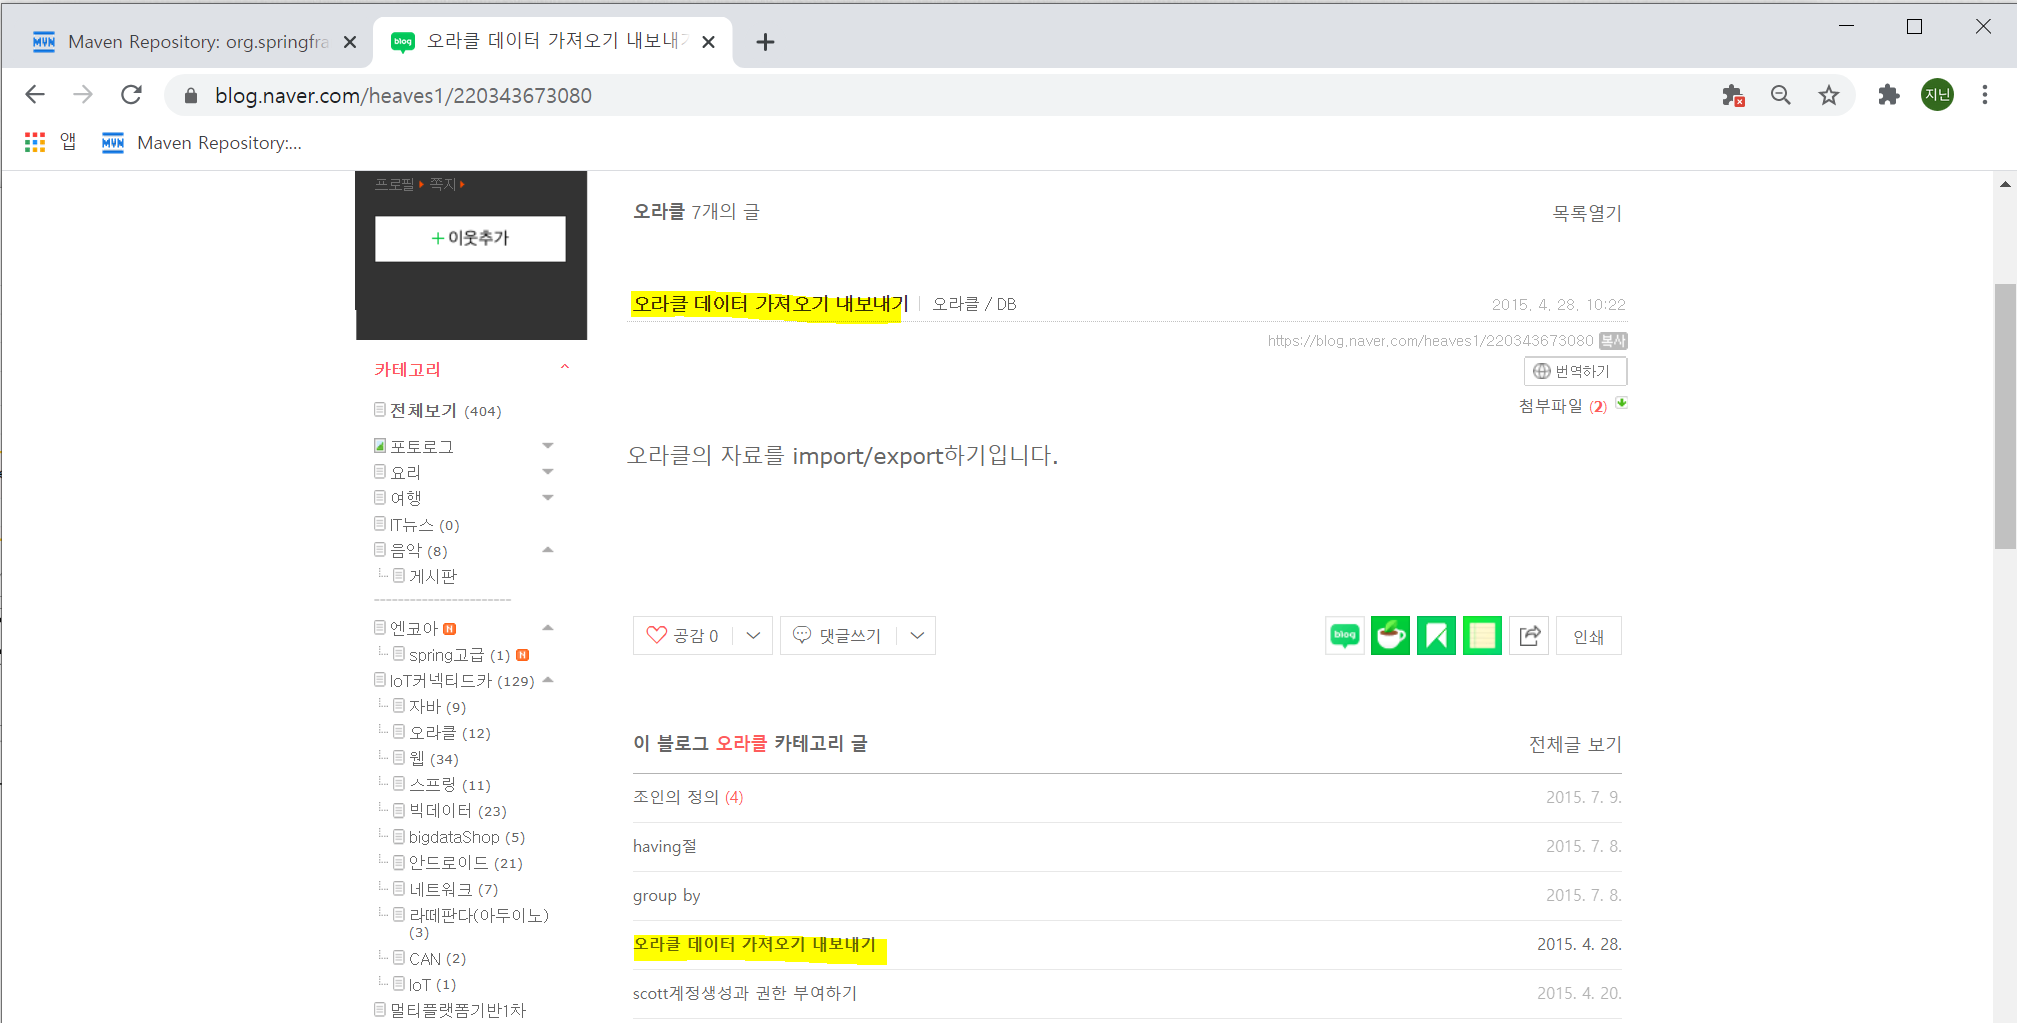 Maven Repository: org.springfra
오라클 데이터 가져오기 내보내기
blog.naver.com/heaves1/220343673080
지닌
앱
Maven Repository:...
프로필 쪽지
+ 이웃추가
오라클 7개의 글
목록열기
오라클 데이터 가져오기 내보내기 | 오라클 / DB
2015. 4. 28. 10:22
https://blog.naver.com/heaves1/220343673080 복사
번역하기
첨부파일 (2)
오라클의 자료를 import/export하기입니다.
카테고리
전체보기 (404)
포토로그
요리
여행
IT뉴스 (0)
음악 (8)
게시판
엔코아 N
spring고급 (1) N
IoT커넥티드카 (129)
자바 (9)
오라클 (12)
웹 (34)
스프링 (11)
빅데이터 (23)
bigdataShop (5)
안드로이드 (21)
네트워크 (7)
라떼판다(아두이노)
(3)
CAN (2)
IoT (1)
멀티플랫폼기반1차
공감 0
댓글쓰기
blog
인쇄
이 블로그 오라클 카테고리 글
전체글 보기
조인의 정의 (4)
2015. 7. 9.
having절
2015. 7. 8.
group by
2015. 7. 8.
오라클 데이터 가져오기 내보내기
2015. 4. 28.
scott계정생성과 권한 부여하기
2015. 4. 20.